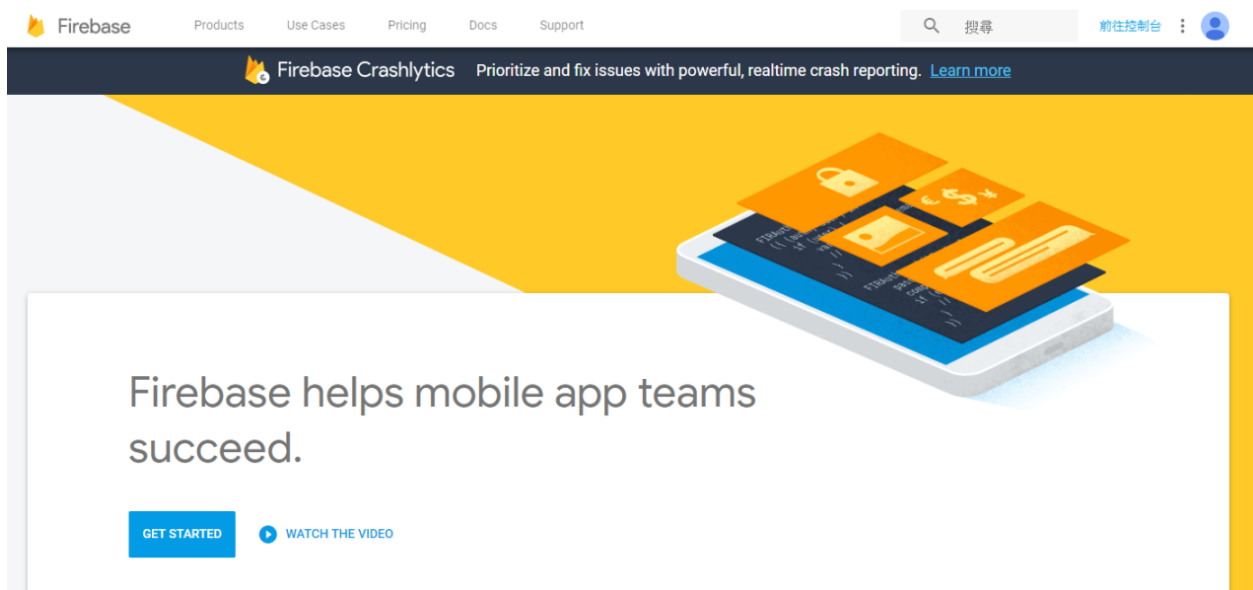 Firebase
Products
Use Cases
Pricing
Docs
Support
搜尋
前往控制台
Firebase Crashlytics Prioritize and fix issues with powerful, realtime crash reporting. Learn more
Firebase helps mobile app teams
succeed.
GET STARTED
WATCH THE VIDEO